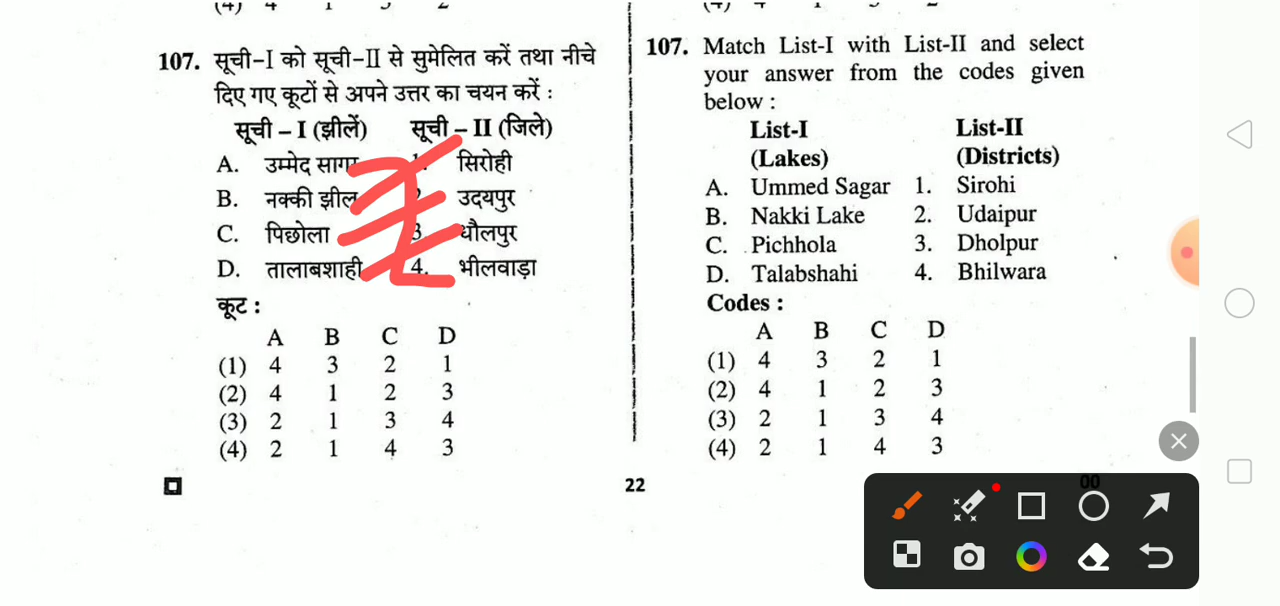 107. सूची-I को सूची-II से सुमेलित करें तथा नीचे
दिए गए कूटों से अपने उत्तर का चयन करें :
सूची – I (झीलें) सूची – II (जिले)
A. उम्मेद सागर सिरोही
B. नक्की झील उदयपुर
C. पिछोला 3. धौलपुर
D. तालाबशाही 4. भीलवाड़ा
कूट :
A B C D
(1) 4 3 2 1
(2) 4 1 2 3
(3) 2 1 3 4
(4) 2 1 4 3
107. Match List-I with List-II and select
your answer from the codes given
below :
List-I List-II
(Lakes) (Districts)
A. Ummed Sagar 1. Sirohi
B. Nakki Lake 2. Udaipur
C. Pichhola 3. Dholpur
D. Talabshahi 4. Bhilwara
Codes :
A B C D
(1) 4 3 2 1
(2) 4 1 2 3
(3) 2 1 3 4
(4) 2 1 4 3
22
00